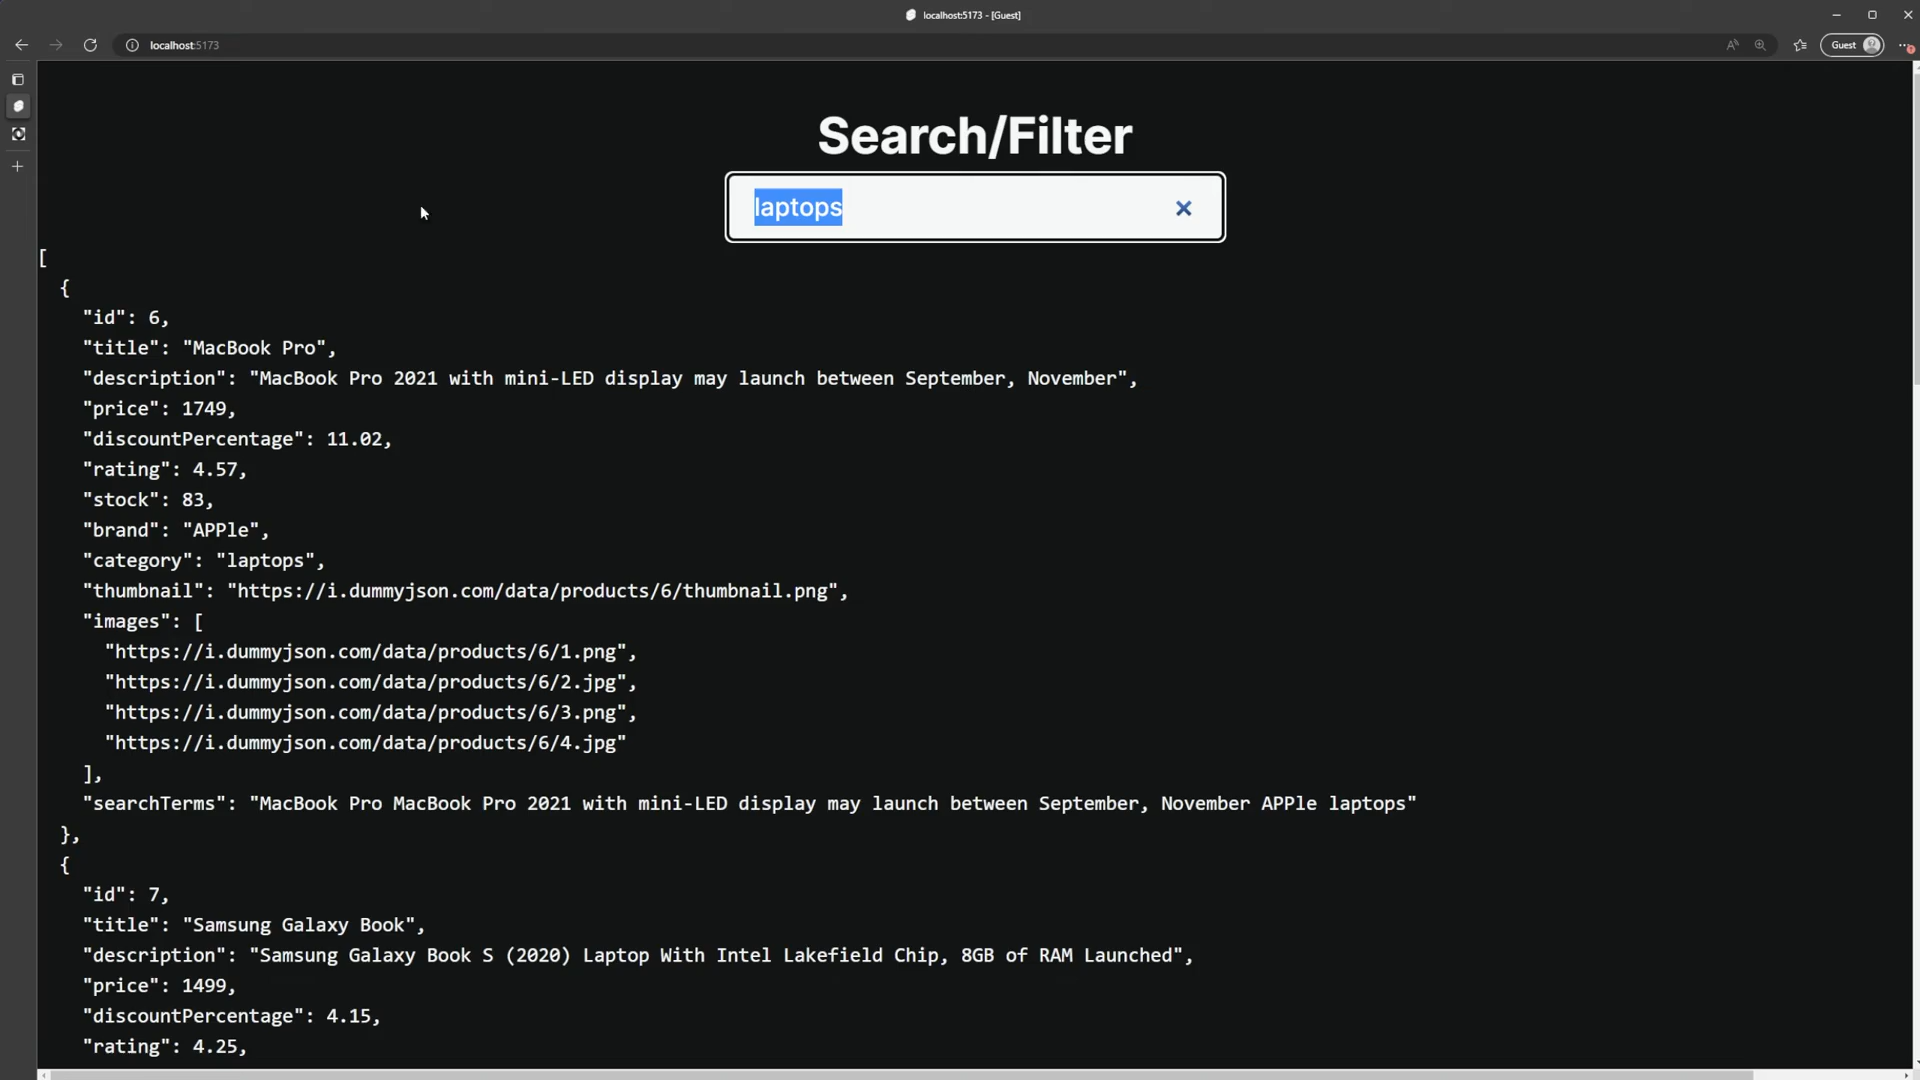 localhost:5173 - [Guest]
localhost:5173
Guest
Search/Filter
laptops
[
{
"id": 6,
"title": "MacBook Pro",
"description": "MacBook Pro 2021 with mini-LED display may launch between September, November",
"price": 1749,
"discountPercentage": 11.02,
"rating": 4.57,
"stock": 83,
"brand": "APPle",
"category": "laptops",
"thumbnail": "https://i.dummyjson.com/data/products/6/thumbnail.png",
"images": [
"https://i.dummyjson.com/data/products/6/1.png",
"https://i.dummyjson.com/data/products/6/2.jpg",
"https://i.dummyjson.com/data/products/6/3.png",
"https://i.dummyjson.com/data/products/6/4.jpg"
],
"searchTerms": "MacBook Pro MacBook Pro 2021 with mini-LED display may launch between September, November APPle laptops"
},
{
"id": 7,
"title": "Samsung Galaxy Book",
"description": "Samsung Galaxy Book S (2020) Laptop With Intel Lakefield Chip, 8GB of RAM Launched",
"price": 1499,
"discountPercentage": 4.15,
"rating": 4.25,